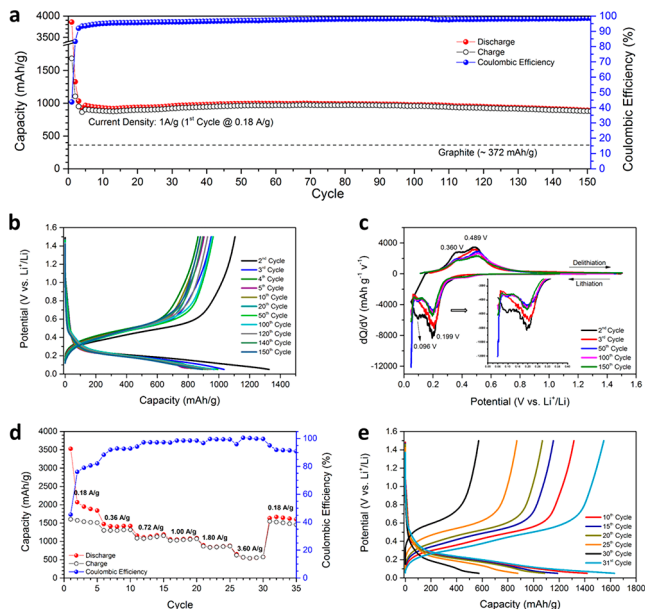 a
4000
3500
1500
1000
500
0
Capacity (mAh/g)
100
90
80
70
60
50
40
30
20
10
0
Coulombic Efficiency (%)
Discharge
Charge
Coulombic Efficiency
Current Density: 1A/g (1st Cycle @ 0.18 A/g)
Graphite (~ 372 mAh/g)
0 10 20 30 40 50 60 70 80 90 100 110 120 130 140 150
Cycle
b
1.6
1.4
1.2
1.0
0.8
0.6
0.4
0.2
0.0
Potential (V vs. Li+/Li)
2nd Cycle
3rd Cycle
4th Cycle
5th Cycle
10th Cycle
20th Cycle
50th Cycle
100th Cycle
120th Cycle
140th Cycle
150th Cycle
0 200 400 600 800 1000 1200 1400
Capacity (mAh/g)
c
4000
0
-4000
-8000
-12000
dQ/dV (mAh g-1 v-1)
0.489 V
0.360 V
Delithiation
Lithiation
0.199 V
0.096 V
2nd Cycle
3rd Cycle
50th Cycle
100th Cycle
150th Cycle
0.0 0.2 0.4 0.6 0.8 1.0 1.2 1.4 1.6
Potential (V vs. Li+/Li)
d
4000
3500
3000
2500
2000
1500
1000
500
0
Capacity (mAh/g)
100
80
60
40
20
0
Coulombic Efficiency (%)
0.18 A/g
0.36 A/g
0.72 A/g
1.00 A/g
1.80 A/g
3.60 A/g
0.18 A/g
Discharge
Charge
Coulombic Efficiency
0 5 10 15 20 25 30 35
Cycle
e
1.6
1.4
1.2
1.0
0.8
0.6
0.4
0.2
0.0
Potential (V vs. Li+/Li)
10th Cycle
15th Cycle
20th Cycle
25th Cycle
30th Cycle
31st Cycle
0 200 400 600 800 1000 1200 1400 1600 1800
Capacity (mAh/g)